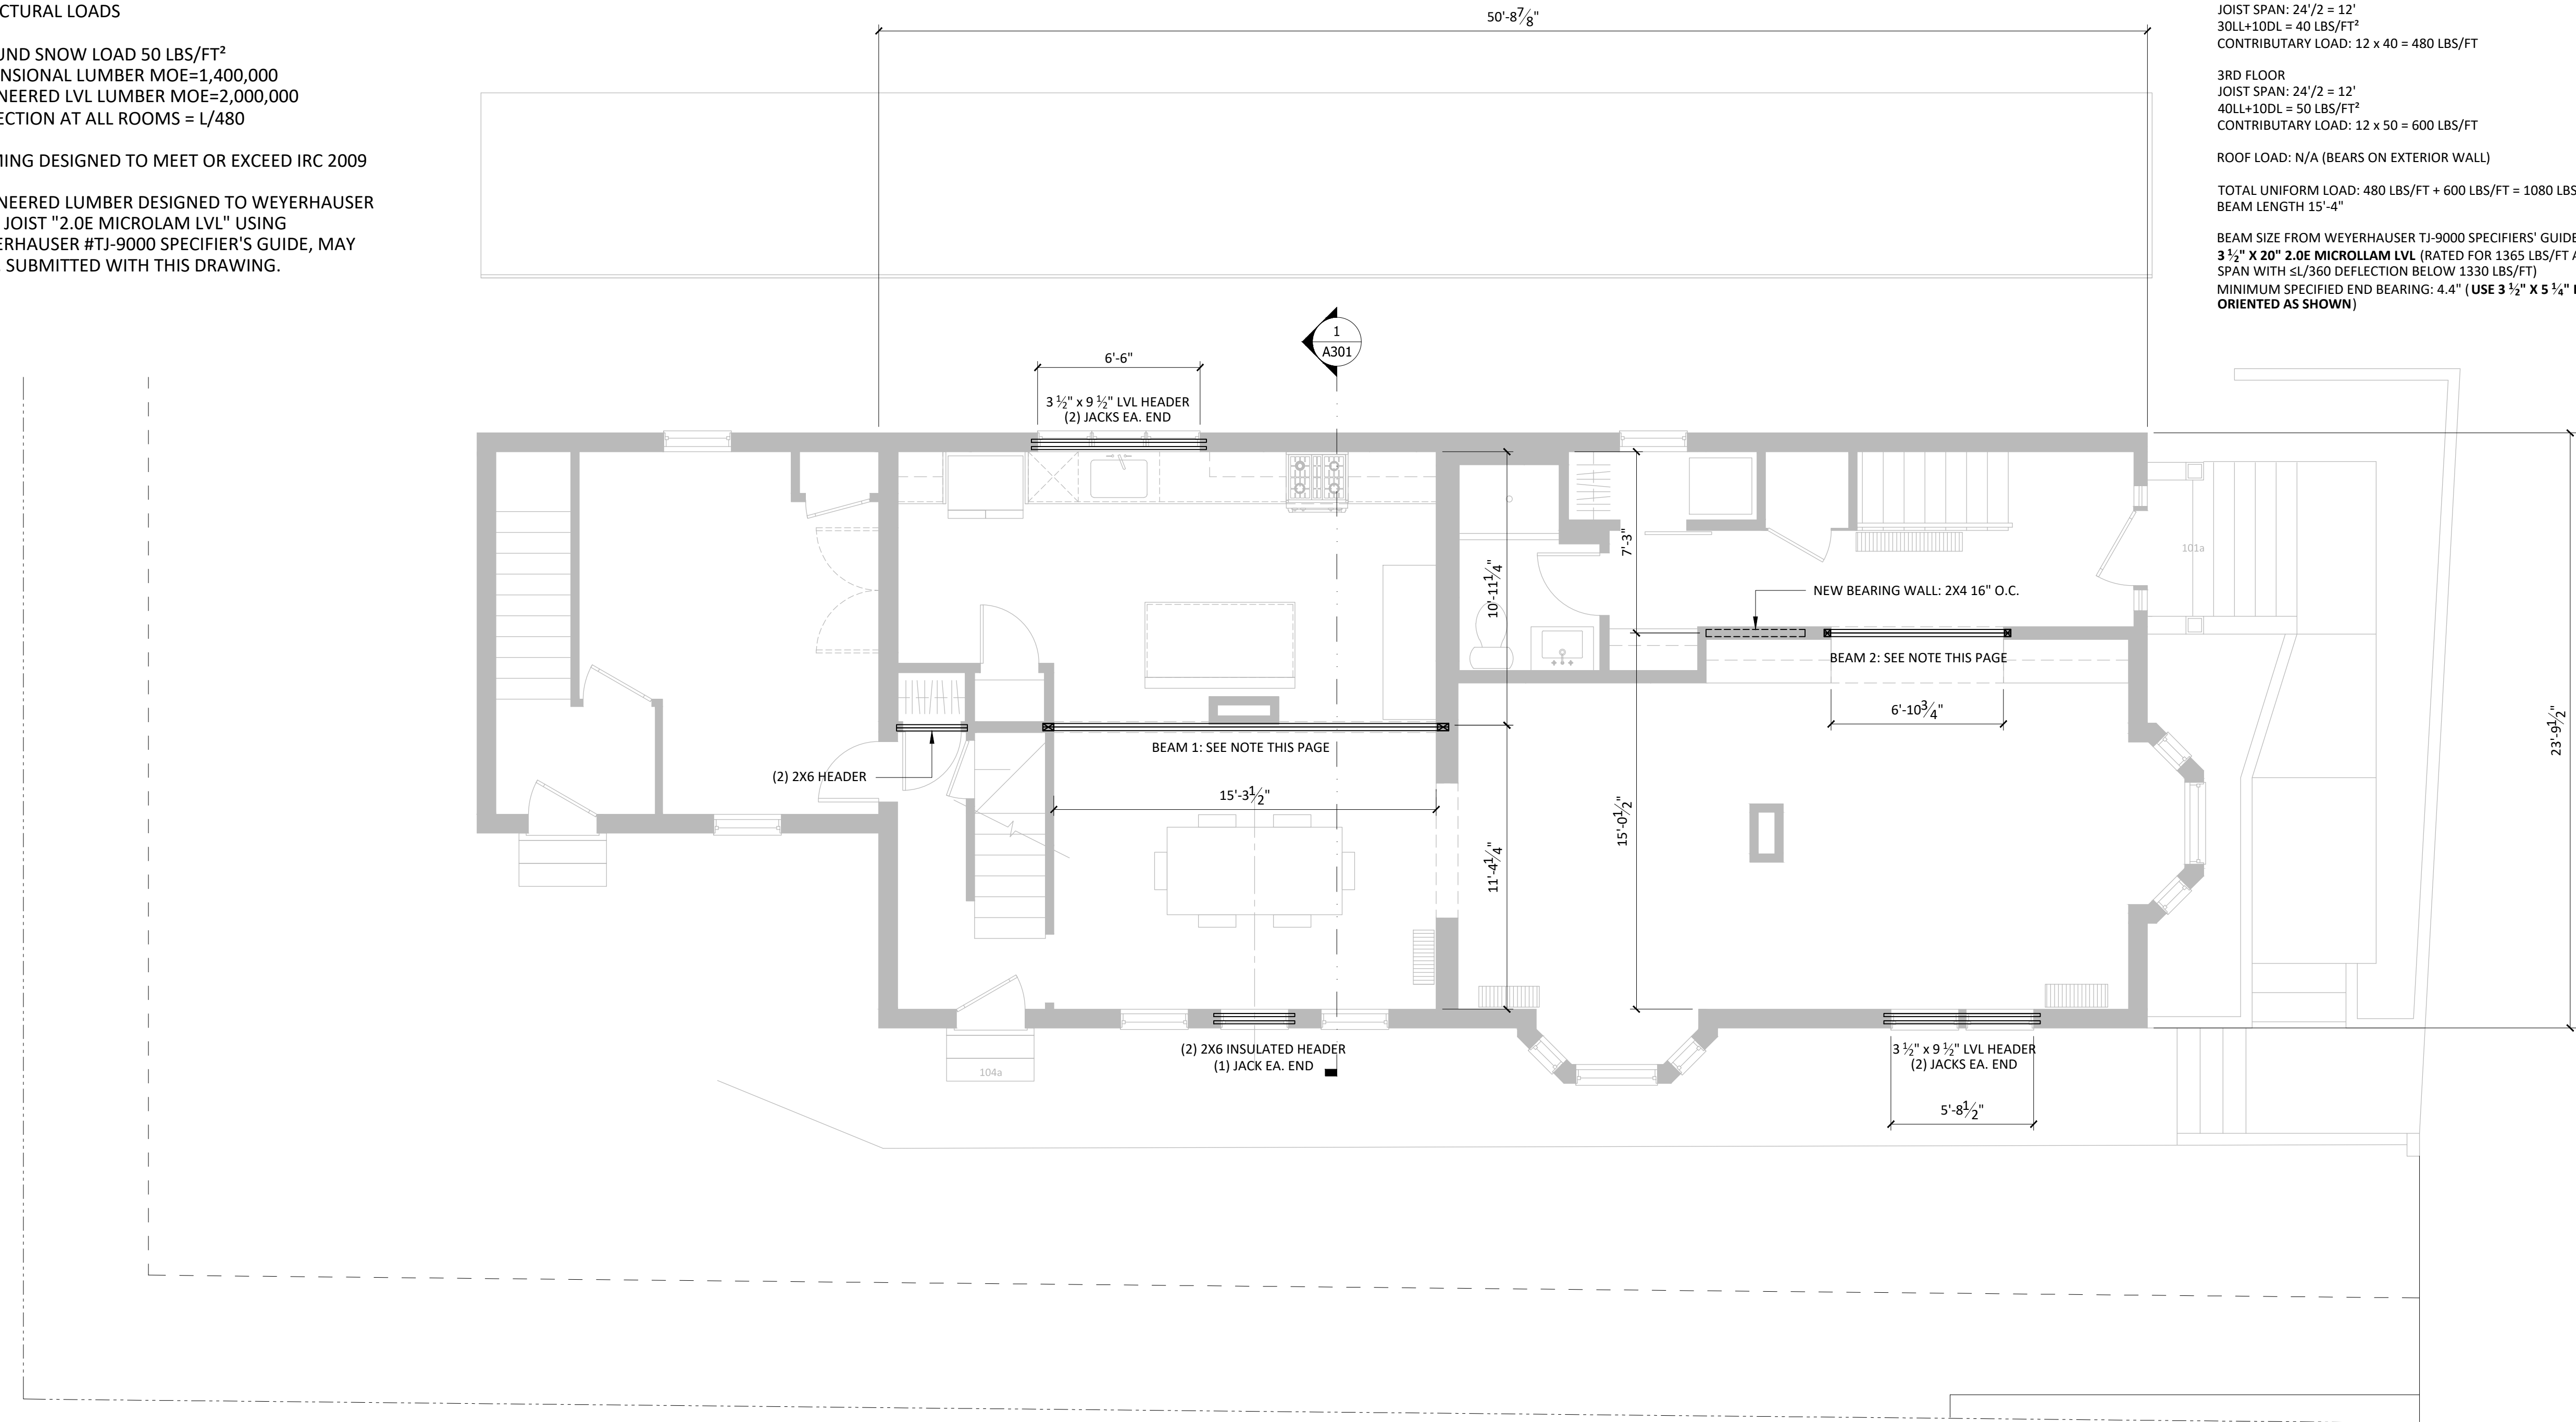 CTURAL LOADS
UND SNOW LOAD 50 LBS/FT²
ENSIONAL LUMBER MOE=1,400,000
NEERED LVL LUMBER MOE=2,000,000
ECTION AT ALL ROOMS = L/480
MING DESIGNED TO MEET OR EXCEED IRC 2009
NEERED LUMBER DESIGNED TO WEYERHAUSER
JOIST "2.0E MICROLAM LVL" USING
ERHAUSER #TJ-9000 SPECIFIER'S GUIDE, MAY
SUBMITTED WITH THIS DRAWING.
50'-8⅞"
JOIST SPAN: 24'/2 = 12'
30LL+10DL = 40 LBS/FT²
CONTRIBUTARY LOAD: 12 x 40 = 480 LBS/FT
3RD FLOOR
JOIST SPAN: 24'/2 = 12'
40LL+10DL = 50 LBS/FT²
CONTRIBUTARY LOAD: 12 x 50 = 600 LBS/FT
ROOF LOAD: N/A (BEARS ON EXTERIOR WALL)
TOTAL UNIFORM LOAD: 480 LBS/FT + 600 LBS/FT = 1080 LBS
BEAM LENGTH 15'-4"
BEAM SIZE FROM WEYERHAUSER TJ-9000 SPECIFIERS' GUIDE
3 ½" X 20" 2.0E MICROLLAM LVL (RATED FOR 1365 LBS/FT A
SPAN WITH ≤L/360 DEFLECTION BELOW 1330 LBS/FT)
MINIMUM SPECIFIED END BEARING: 4.4" (USE 3 ½" X 5 ¼"
ORIENTED AS SHOWN)
1
A301
6'-6"
3 ½" x 9 ½" LVL HEADER
(2) JACKS EA. END
7'-3"
10'-11¼"
101a
NEW BEARING WALL: 2X4 16" O.C.
BEAM 2: SEE NOTE THIS PAGE
6'-10¾"
23'-9½"
BEAM 1: SEE NOTE THIS PAGE
(2) 2X6 HEADER
15'-3½"
15'-0½"
11'-4¼"
(2) 2X6 INSULATED HEADER
(1) JACK EA. END
104a
3 ½" x 9 ½" LVL HEADER
(2) JACKS EA. END
5'-8½"